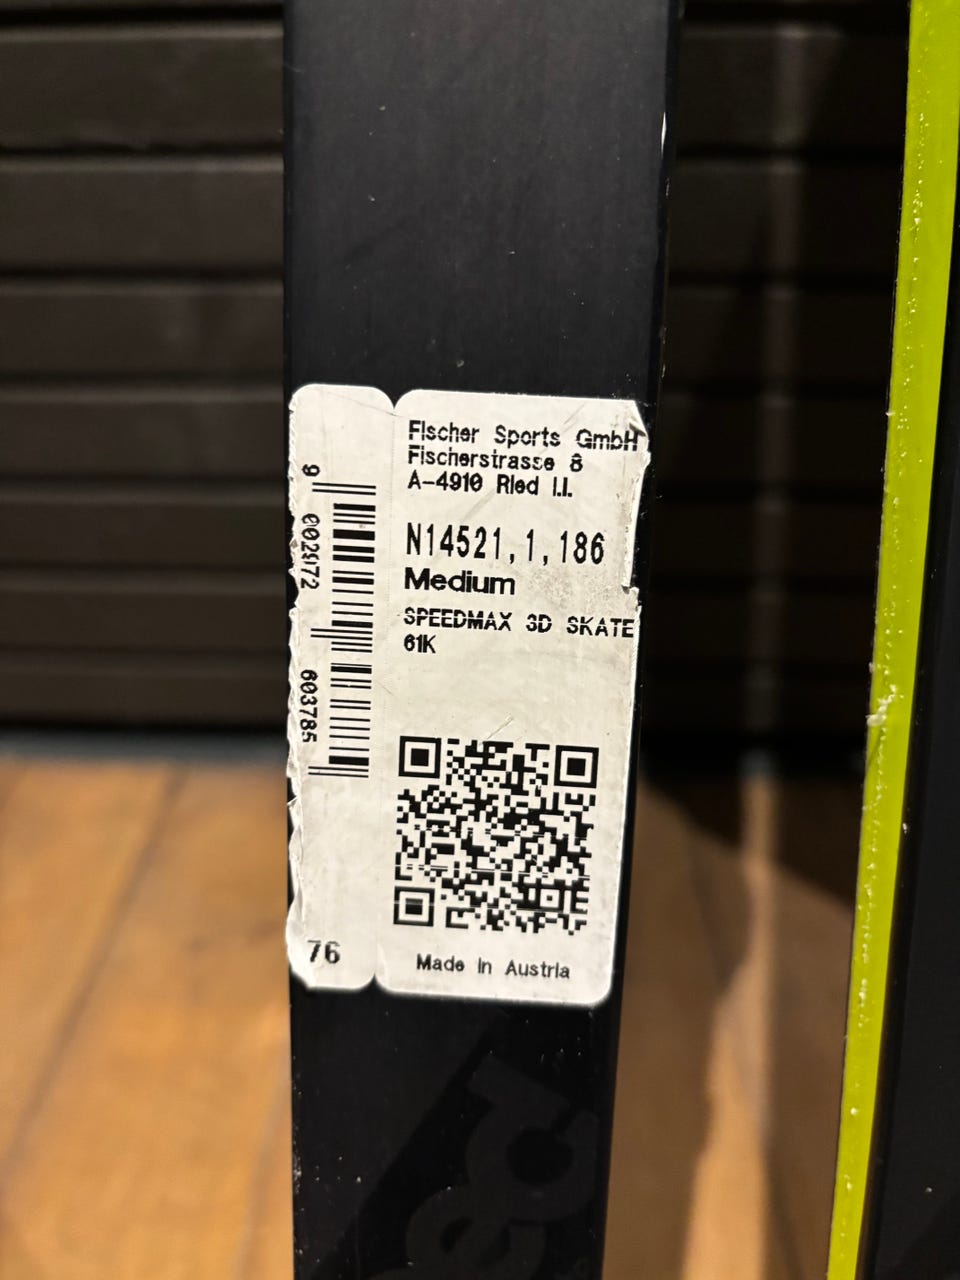 Fischer Sports GmbH
Fischerstrasse 8
A-4910 Ried I.I.
N14521,1,186
Medium
SPEEDMAX 3D SKATE
61K
Made in Austria
9 002972 603785
76